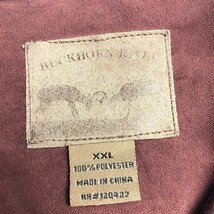 BUCKHORN RIVER
XXL
100% POLYESTER
MADE IN CHINA
RN#120922